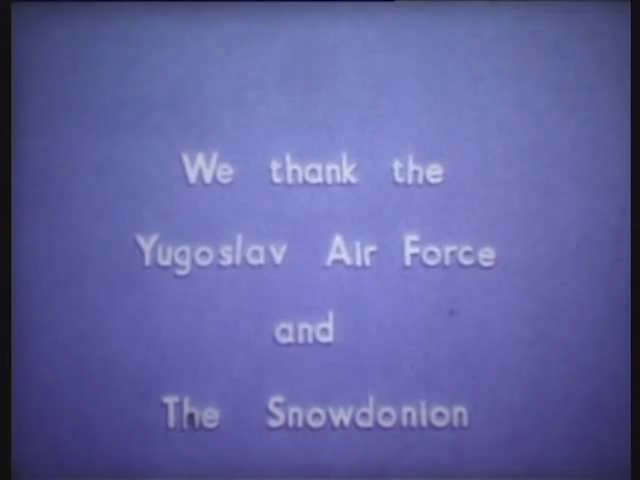 We thank the
Yugoslav Air Force
and
The Snowdonion